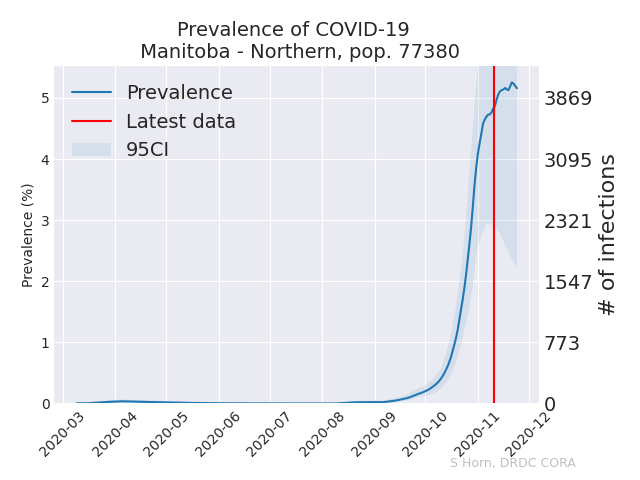 Prevalence of COVID-19
Manitoba - Northern, pop. 77380
Prevalence
Latest data
95CI
Prevalence (%)
5
4
3
2
1
0
3869
3095
2321
1547
773
0
# of infections
2020-03
2020-04
2020-05
2020-06
2020-07
2020-08
2020-09
2020-10
2020-11
2020-12
S Horn, DRDC CORA